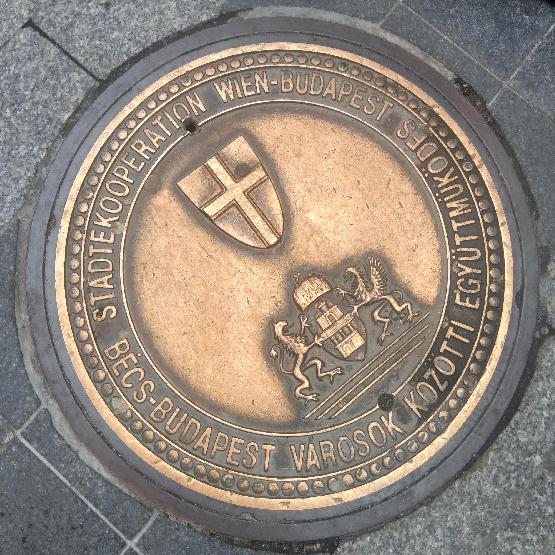 STÄDTEKOOPERATION WIEN-BUDAPEST
BÉCS-BUDAPEST VÁROSOK KÖZÖTTI EGYÜTTMŰKÖDÉS